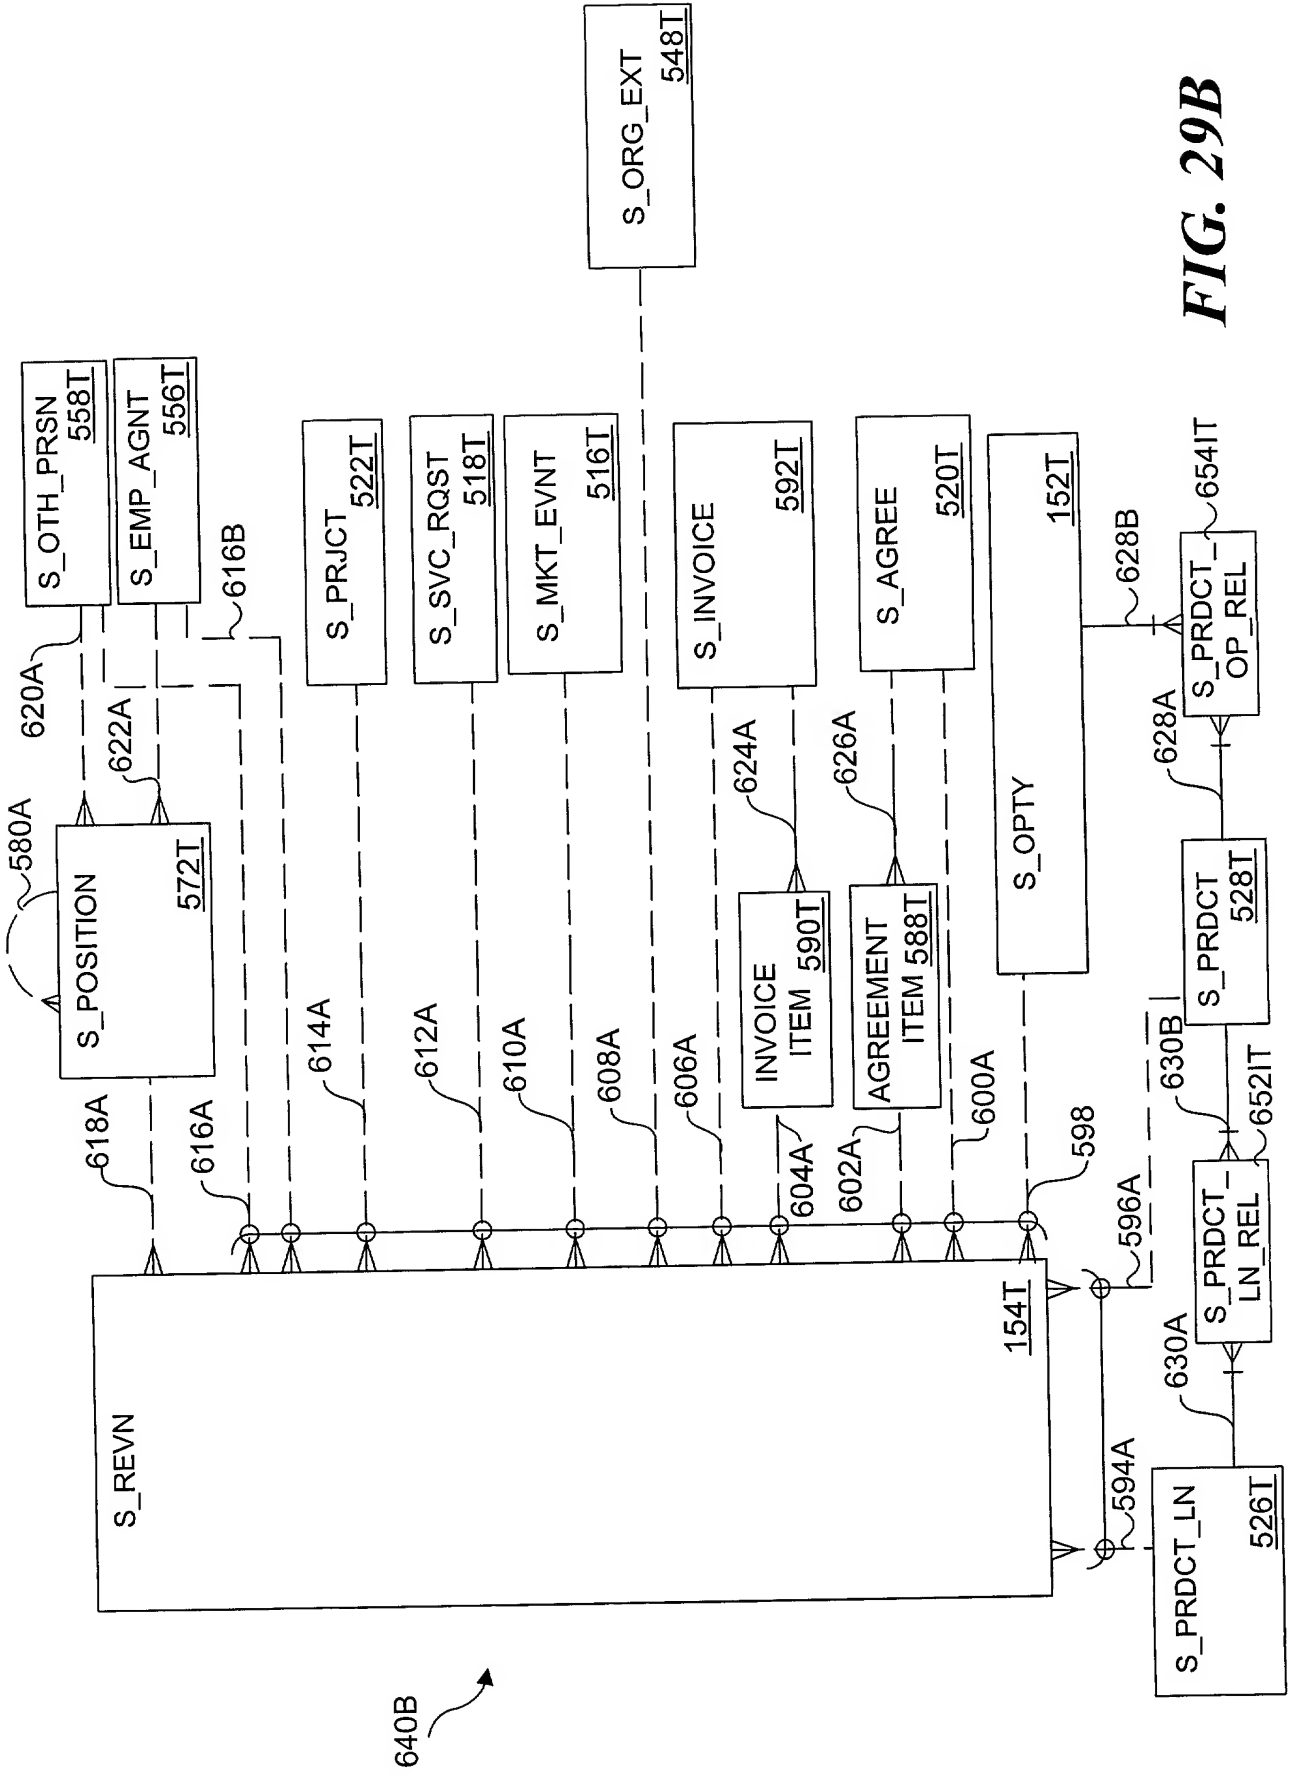 640B
S_REVN
154T
S_POSITION
572T
580A
S_OTH_PRSN
558T
S_EMP_AGNT
556T
620A
622A
616B
618A
616A
S_PRJCT
522T
614A
S_SVC_RQST
518T
612A
S_MKT_EVNT
516T
610A
S_ORG_EXT
548T
608A
S_INVOICE
592T
606A
624A
INVOICE
ITEM 590T
604A
S_AGREE
520T
626A
AGREEMENT
ITEM 588T
602A
600A
S_OPTY
152T
598
596A
594A
S_PRDCT_LN
526T
630A
S_PRDCT_
LN_REL
652IT
630B
S_PRDCT
528T
628A
S_PRDCT_
OP_REL
654IT
628B
FIG. 29B